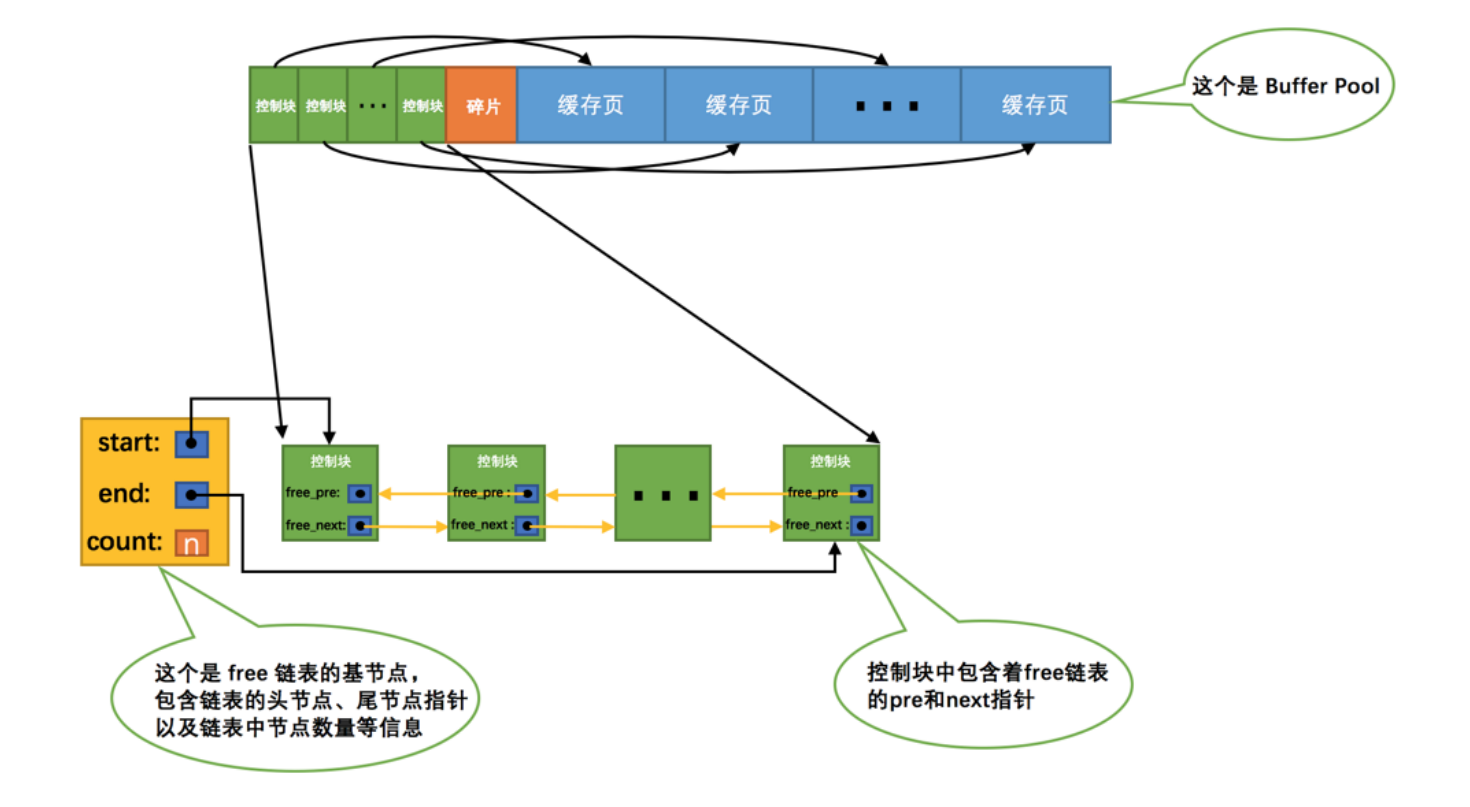 控制块 控制块 ··· 控制块 碎片 缓存页 缓存页 ··· 缓存页
这个是 Buffer Pool
start:
end:
count: n
控制块
free_pre:
free_next:
控制块
free_pre :
free_next :
···
控制块
free_pre
free_next :
这个是 free 链表的基节点，
包含链表的头节点、尾节点指针
以及链表中节点数量等信息
控制块中包含着free链表
的pre和next指针